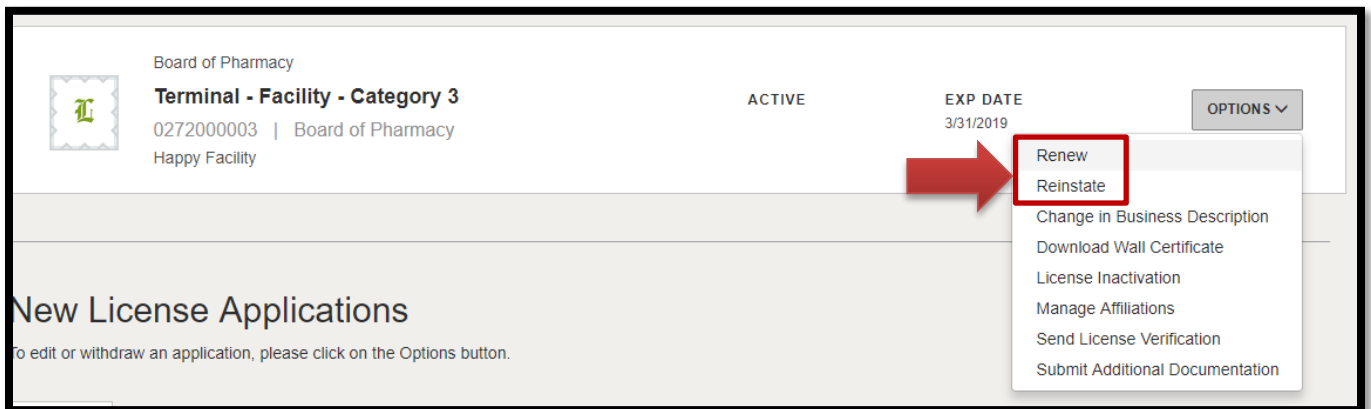 Board of Pharmacy
Terminal - Facility - Category 3
0272000003 | Board of Pharmacy
Happy Facility
L
ACTIVE
EXP DATE
3/31/2019
OPTIONS
Renew
Reinstate
Change in Business Description
Download Wall Certificate
License Inactivation
Manage Affiliations
Send License Verification
Submit Additional Documentation
New License Applications
To edit or withdraw an application, please click on the Options button.